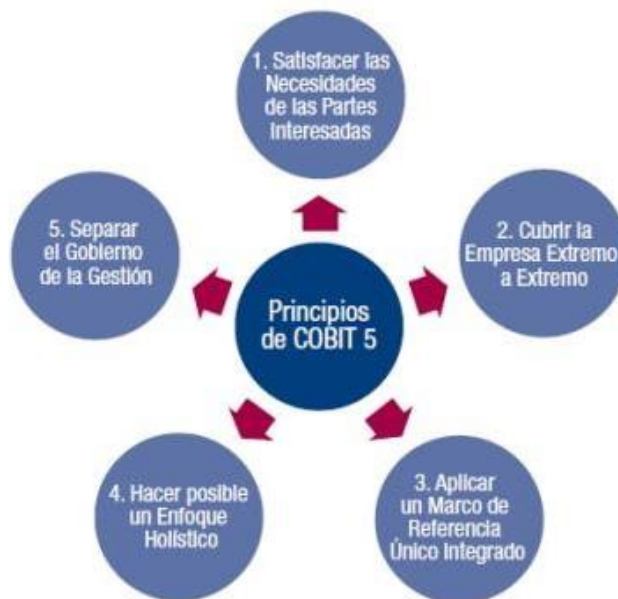 1. Satisfacer las
Necesidades
de las Partes
Interesadas
2. Cubrir la
Empresa Extremo
a Extremo
3. Aplicar
un Marco de
Referencia
Único Integrado
4. Hacer posible
un Enfoque
Holístico
5. Separar
el Gobierno
de la Gestión
Principios
de COBIT 5